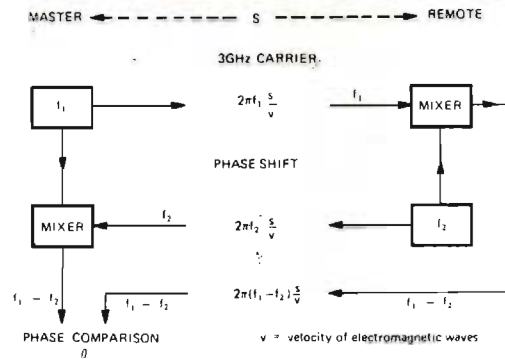 MASTER S REMOTE
3GHz CARRIER
f₁ 2πf₁ s/v f₁ MIXER
PHASE SHIFT
MIXER f₂ 2πf₂ s/v f₂
f₁ − f₂ f₁ − f₂ 2π(f₁−f₂) s/v f₁ − f₂
PHASE COMPARISON v = velocity of electromagnetic waves
θ